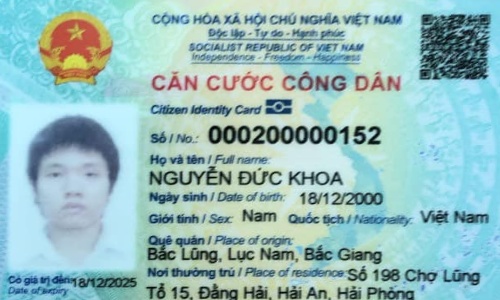 CỘNG HÒA XÃ HỘI CHỦ NGHĨA VIỆT NAM
Độc lập - Tự do - Hạnh phúc
SOCIALIST REPUBLIC OF VIET NAM
Independence - Freedom - Happiness
CĂN CƯỚC CÔNG DÂN
Citizen Identity Card
Số / No.: 000200000152
Họ và tên / Full name:
NGUYỄN ĐỨC KHOA
Ngày sinh / Date of birth: 18/12/2000
Giới tính / Sex: Nam Quốc tịch / Nationality: Việt Nam
Quê quán / Place of origin:
Bắc Lũng, Lục Nam, Bắc Giang
Nơi thường trú / Place of residence: Số 198 Chợ Lũng
Tổ 15, Đằng Hải, Hải An, Hải Phòng
Có giá trị đến: 18/12/2025
Date of expiry